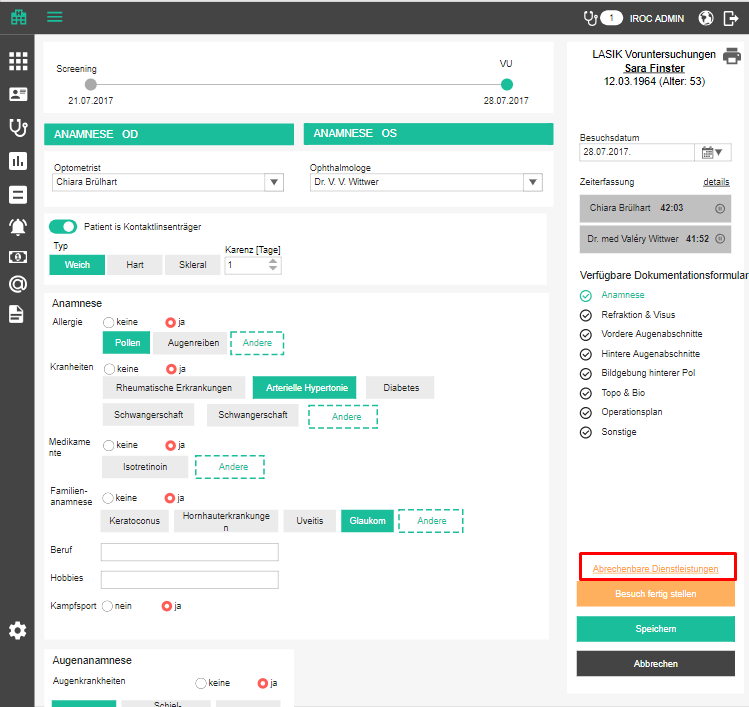 1 IROC ADMIN
Screening
VU
21.07.2017
28.07.2017
ANAMNESE OD
ANAMNESE OS
Optometrist
Chiara Brülhart
Ophthalmologe
Dr. V. V. Wittwer
Patient is Kontaktlinsenträger
Typ
Weich
Hart
Skleral
Karenz [Tage]
1
Anamnese
Allergie
keine
ja
Pollen
Augenreiben
Andere
Kranheiten
keine
ja
Rheumatische Erkrankungen
Arterielle Hypertonie
Diabetes
Schwangerschaft
Schwangerschaft
Andere
Medikame
nte
keine
ja
Isotretinoin
Andere
Familien-
anamnese
keine
ja
Keratoconus
Hornhauterkrankunge
n
Uveitis
Glaukom
Andere
Beruf
Hobbies
Kampfsport
nein
ja
Augenanamnese
Augenkrankheiten
keine
ja
Schiel-
LASIK Voruntersuchungen
Sara Finster
12.03.1964 (Alter: 53)
Besuchsdatum
28.07.2017.
Zeiterfassung
details
Chiara Brülhart 42:03
Dr. med Valéry Wittwer 41:52
Verfügbare Dokumentationsformular
Anamnese
Refraktion & Visus
Vordere Augenabschnitte
Hintere Augenabschnitte
Bildgebung hinterer Pol
Topo & Bio
Operationsplan
Sonstige
Abrechenbare Dienstleistungen
Besuch fertig stellen
Speichern
Abbrechen